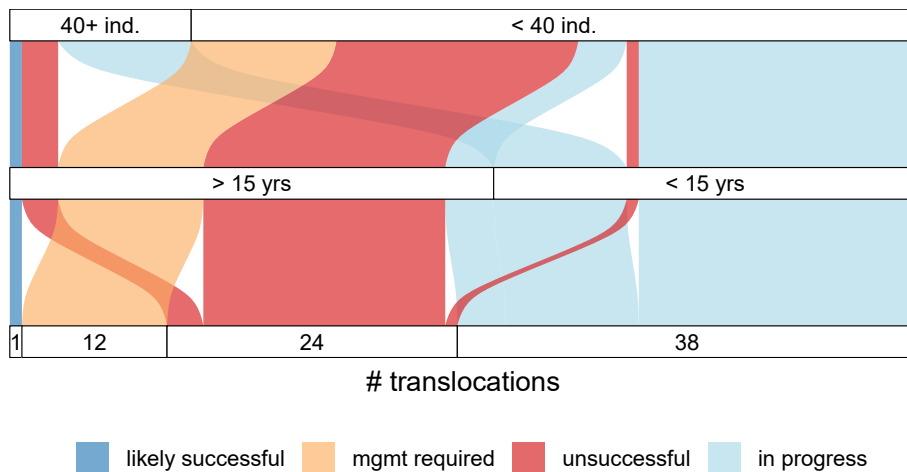 40+ ind. < 40 ind.
> 15 yrs < 15 yrs
1 12 24 38
# translocations
likely successful mgmt required unsuccessful in progress